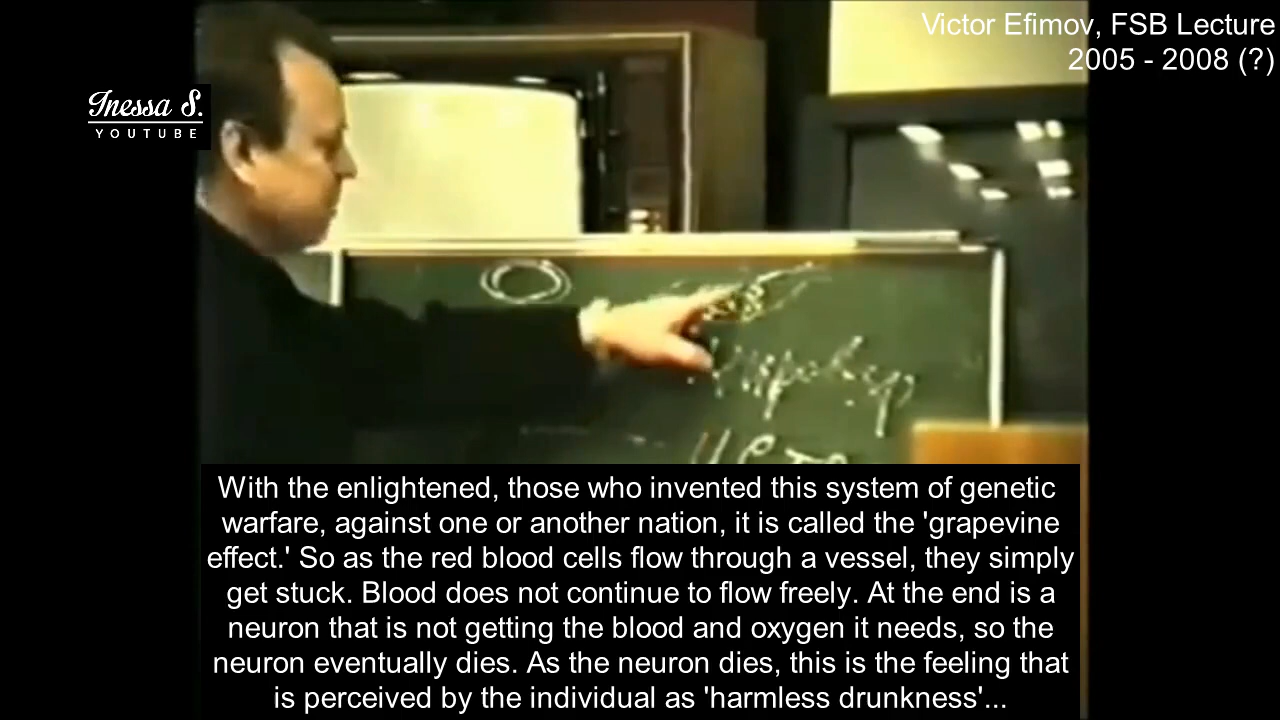 Victor Efimov, FSB Lecture
2005 - 2008 (?)
Inessa S.
YOUTUBE
With the enlightened, those who invented this system of genetic
warfare, against one or another nation, it is called the 'grapevine
effect.' So as the red blood cells flow through a vessel, they simply
get stuck. Blood does not continue to flow freely. At the end is a
neuron that is not getting the blood and oxygen it needs, so the
neuron eventually dies. As the neuron dies, this is the feeling that
is perceived by the individual as 'harmless drunkness'...